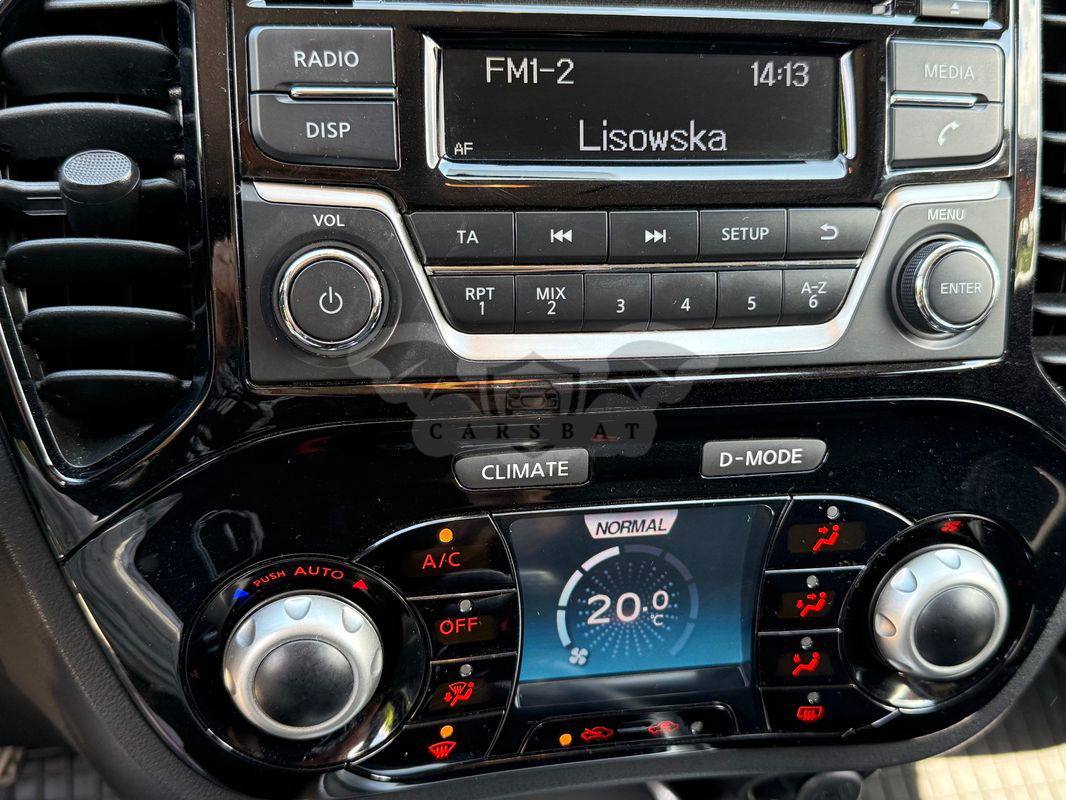 RADIO
FM1-2 14:13
MEDIA
DISP
AF Lisowska
VOL
MENU
TA SETUP
RPT 1 MIX 2 3 4 5 A-Z 6
ENTER
CARSBAT
CLIMATE D-MODE
NORMAL
A/C
PUSH AUTO
OFF
20.0 °C